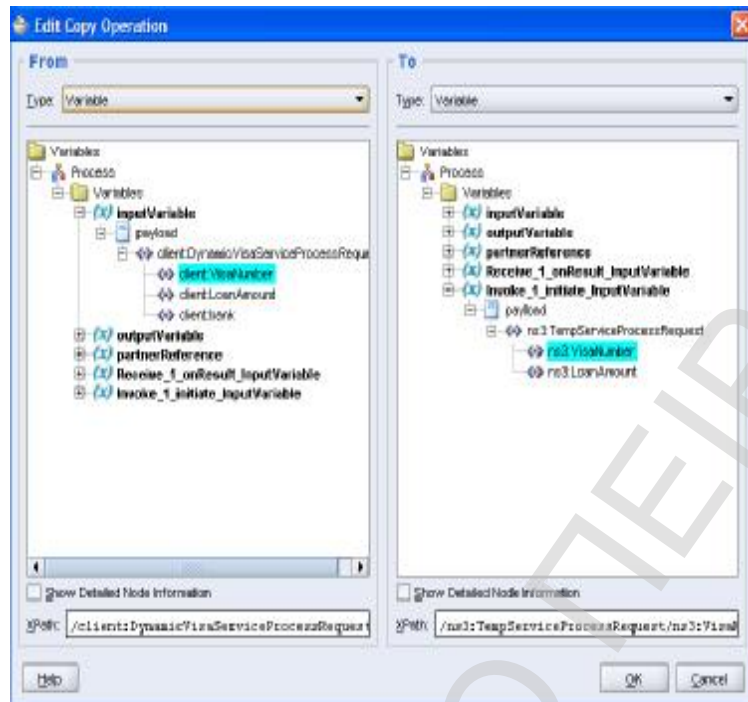 Edit Copy Operation
From
Type: Variable
Variables
Process
Variables
inputVariable
payload
client:DynamicVisaServiceProcessRequ
client:VisaNumber
client:LoanAmount
client:bank
outputVariable
partnerReference
Receive_1_onResult_InputVariable
Invoke_1_initiate_InputVariable
Show Detailed Node Information
XPath: /client:DynamicVisaServiceProcessRequest
To
Type: Variable
Variables
Process
Variables
inputVariable
outputVariable
partnerReference
Receive_1_onResult_InputVariable
Invoke_1_initiate_InputVariable
payload
ns3:TempServiceProcessRequest
ns3:VisaNumber
ns3:LoanAmount
Show Detailed Node Information
XPath: /ns3:TempServiceProcessRequest/ns3:VisaN
Help
OK
Cancel